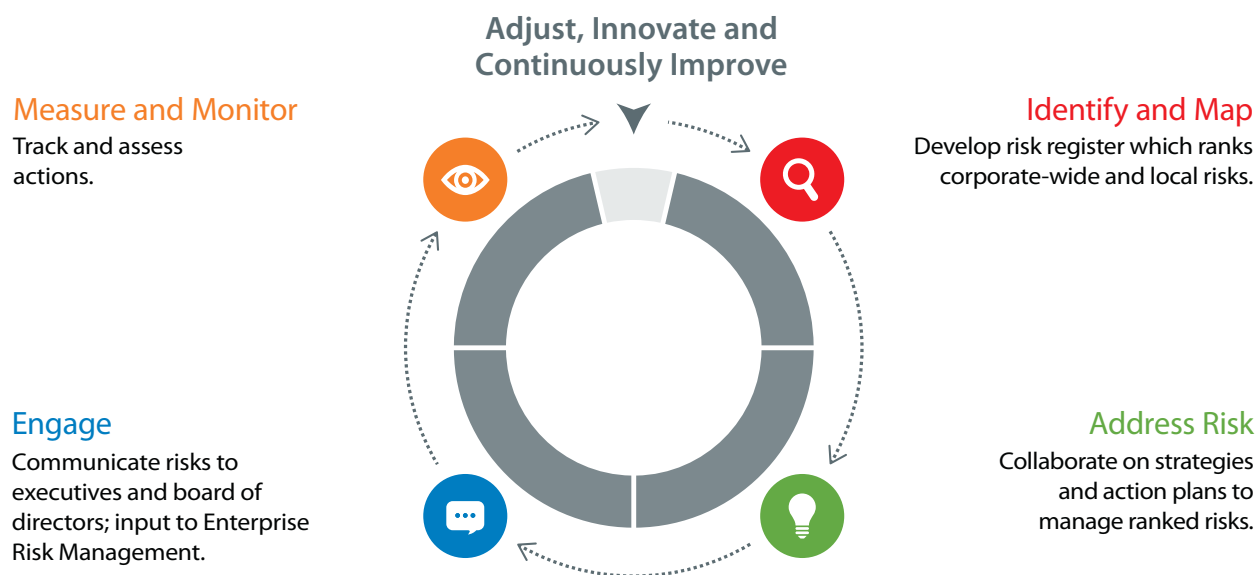 Adjust, Innovate and
Continuously Improve
Measure and Monitor
Track and assess
actions.
Identify and Map
Develop risk register which ranks
corporate-wide and local risks.
Engage
Communicate risks to
executives and board of
directors; input to Enterprise
Risk Management.
Address Risk
Collaborate on strategies
and action plans to
manage ranked risks.